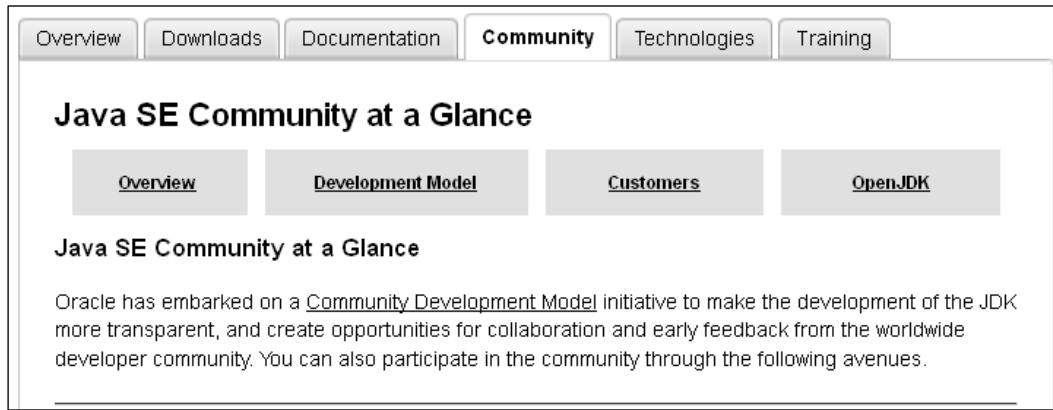 Overview Downloads Documentation Community Technologies Training
Java SE Community at a Glance
Overview Development Model Customers OpenJDK
Java SE Community at a Glance
Oracle has embarked on a Community Development Model initiative to make the development of the JDK
more transparent, and create opportunities for collaboration and early feedback from the worldwide
developer community. You can also participate in the community through the following avenues.